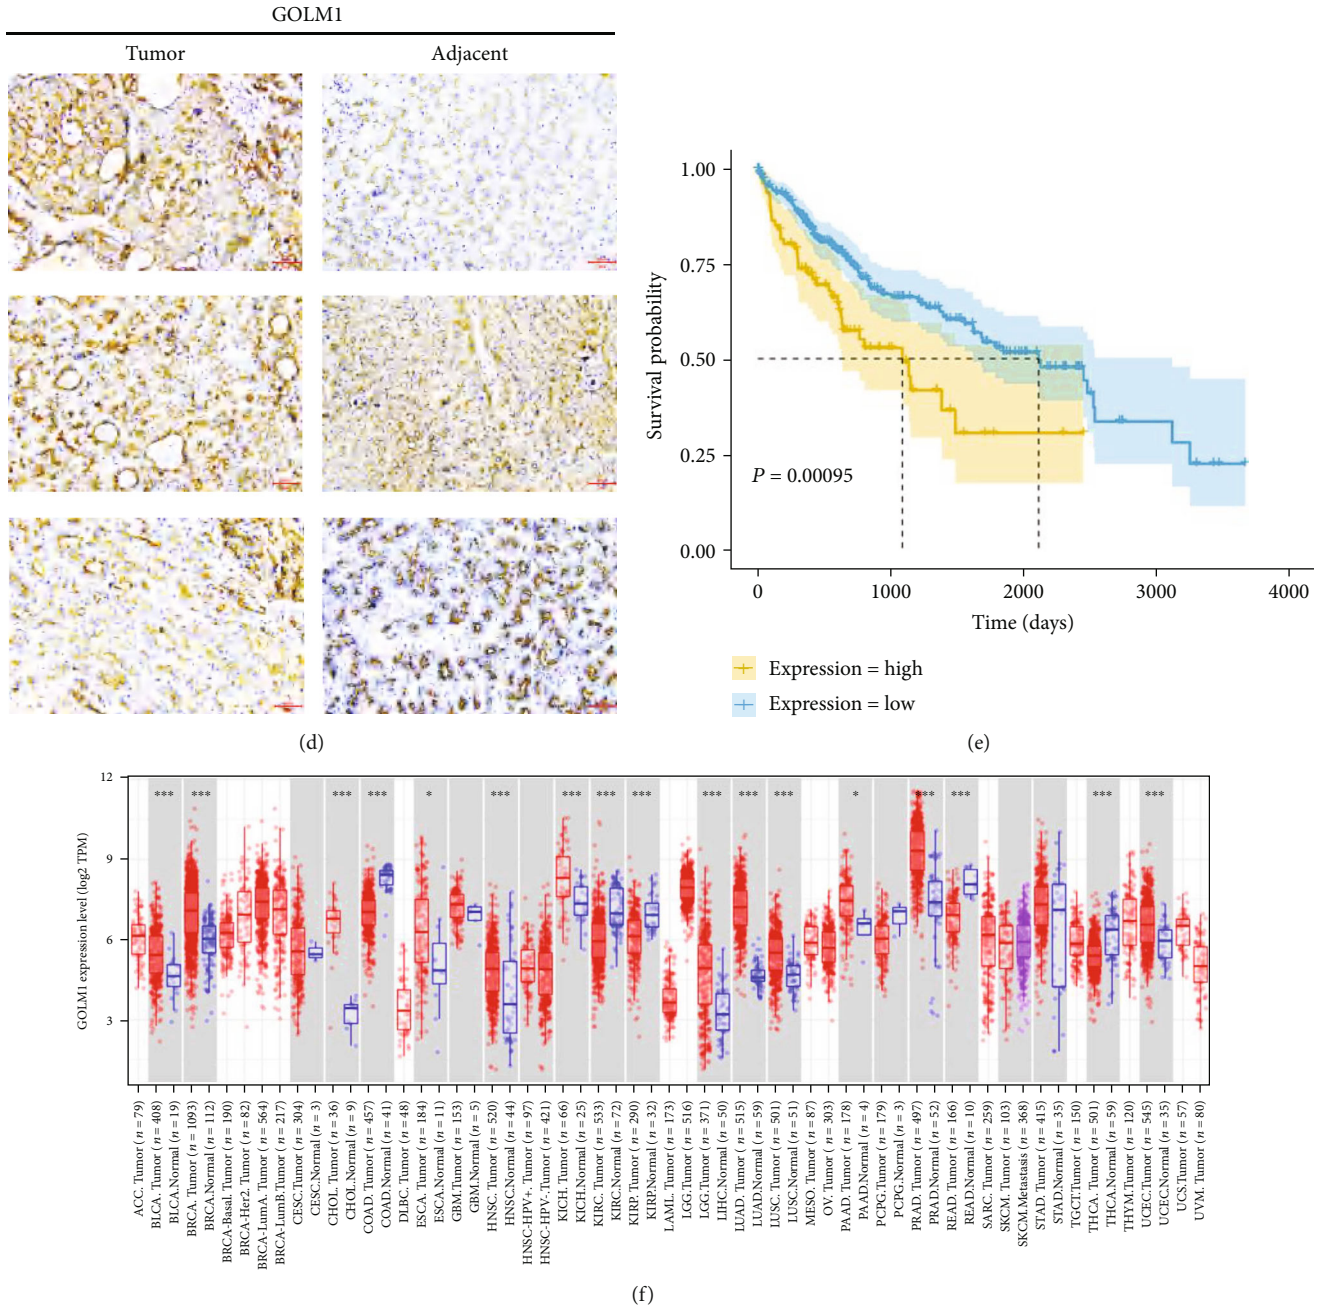 GOLM1
Tumor
Adjacent
(d)
1.00
0.75
0.50
0.25
0.00
Survival probability
P = 0.00095
0
1000
2000
3000
4000
Time (days)
Expression = high
Expression = low
(e)
12
9
6
3
GOLM1 expression level (log2 TPM)
***
***
***
***
*
***
***
***
***
***
***
***
*
***
***
***
***
ACC. Tumor (n = 79)
BLCA. Tumor (n = 408)
BLC.A.Normal (n = 19)
BRCA. Tumor (n = 1093)
BRCA.Normal (n = 112)
BRCA-Basal. Tumor (n = 190)
BRCA-Her2. Tumor (n = 82)
BRCA-LumA. Tumor (n = 564)
BRCA-LumB.Tumor (n = 217)
CESC.Tumor (n = 304)
CESC.Normal (n = 3)
CHOL. Tumor (n = 36)
CHOL.Normal (n = 9)
COAD. Tumor (n = 457)
COAD.Normal (n = 41)
DLBC. Tumor (n = 48)
ESCA. Tumor (n = 184)
ESCA.Normal (n = 11)
GBM.Tumor (n = 153)
GBM.Normal (n = 5)
HNSC. Tumor (n = 520)
HNSC.Normal (n = 44)
HNSC-HPV+. Tumor (n = 97)
HNSC-HPV-.Tumor (n = 421)
KICH. Tumor (n = 66)
KICH.Normal (n = 25)
KIRC. Tumor (n = 533)
KIRC.Normal (n = 72)
KIRP. Tumor (n = 290)
KIRP.Normal (n = 32)
LAML. Tumor (n = 173)
LGG. Tumor (n = 516)
LGG.Tumor (n = 371)
LIHC.Normal (n = 50)
LUAD. Tumor (n = 515)
LUAD.Normal (n = 59)
LUSC. Tumor (n = 501)
LUSC.Normal (n = 51)
MESO. Tumor (n = 87)
OV. Tumor (n = 303)
PAAD. Tumor (n = 178)
PAAD.Normal (n = 4)
PCPG.Tumor (n = 179)
PCPC.Normal (n = 3)
PRAD. Tumor (n = 497)
PRAD.Normal (n = 52)
READ. Tumor (n = 166)
READ.Normal (n = 10)
SARC. Tumor (n = 259)
SKCM. Tumor (n = 103)
SKCM.Metastasis (n = 368)
STAD. Tumor (n = 415)
STAD.Normal (n = 35)
TGCT.Tumor (n = 150)
THCA. Tumor (n = 501)
THCA.Normal (n = 59)
THYM.Tumor (n = 120)
UCEC.Tumor (n = 545)
UCEC.Normal (n = 35)
UCS.Tumor (n = 57)
UVM. Tumor (n = 80)
(f)